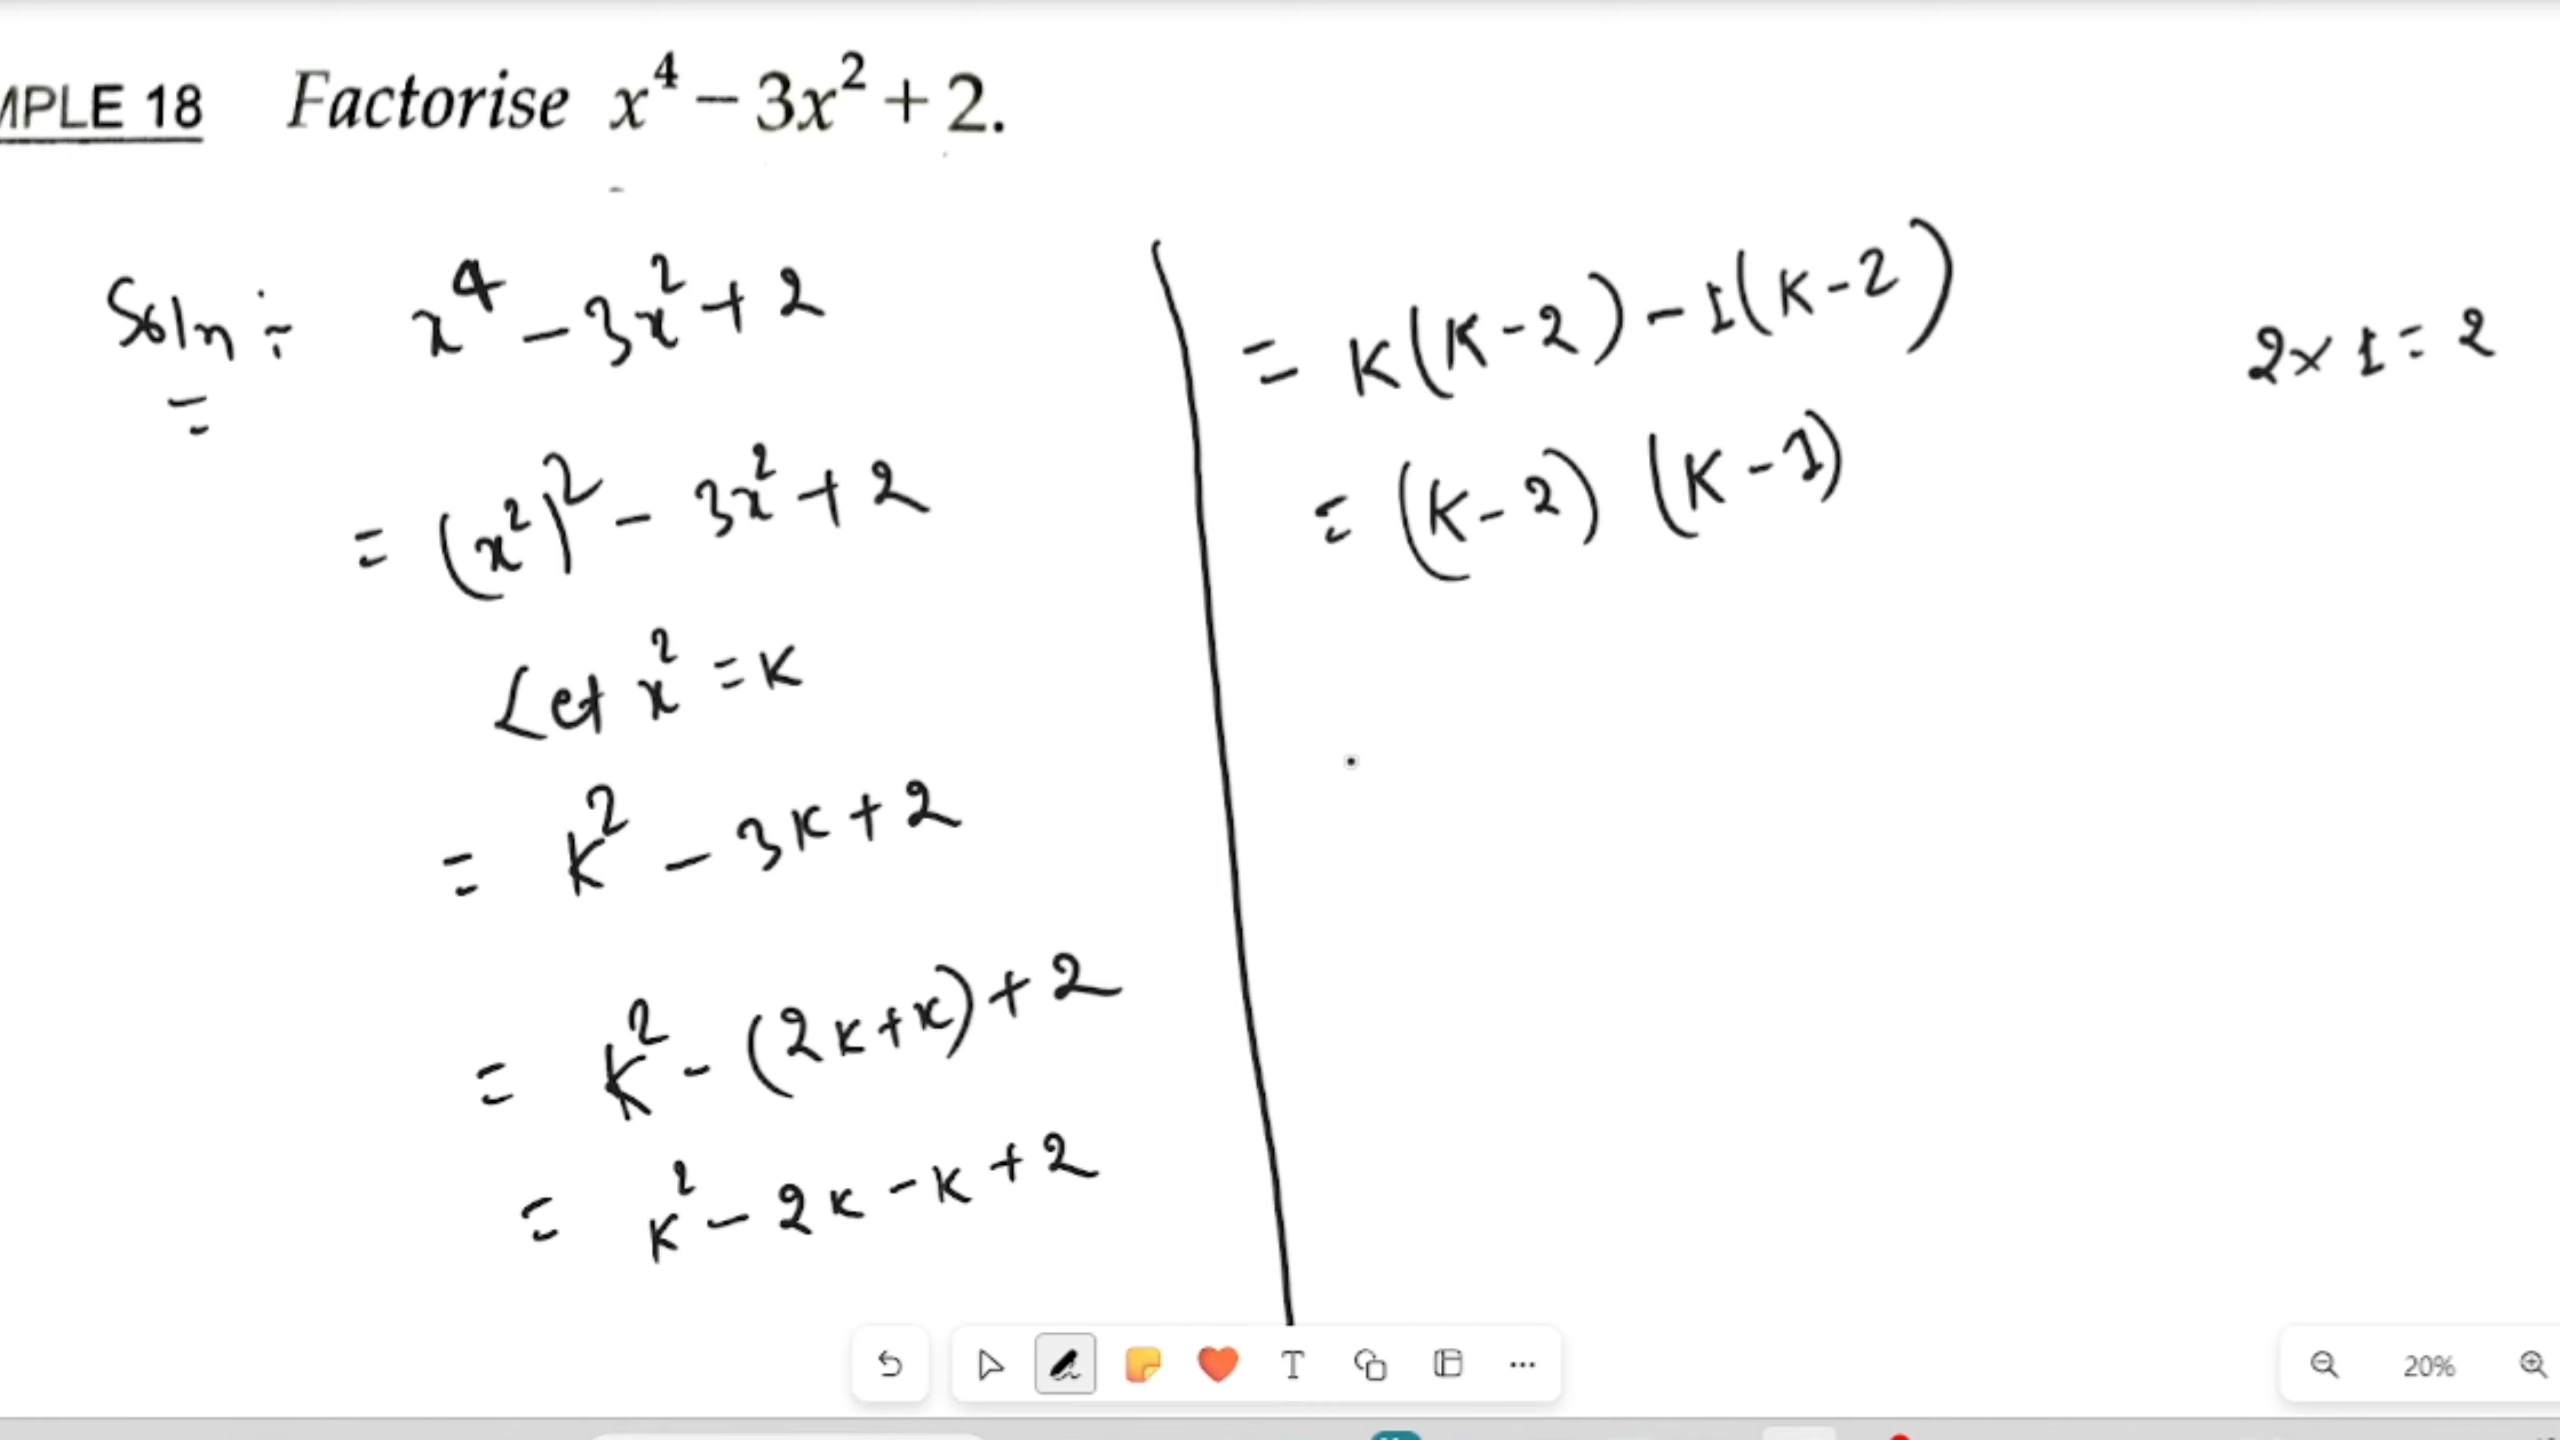 MPLE 18 Factorise x⁴ − 3x² + 2.
Soln:- x⁴ − 3x² + 2
= (x²)² − 3x² + 2
Let x² = K
= K² − 3K + 2
= K² - (2K+K) + 2
= K² − 2K − K + 2
= K(K-2) − 1(K-2)
= (K-2) (K-1)
2 × 1 = 2
T
20%